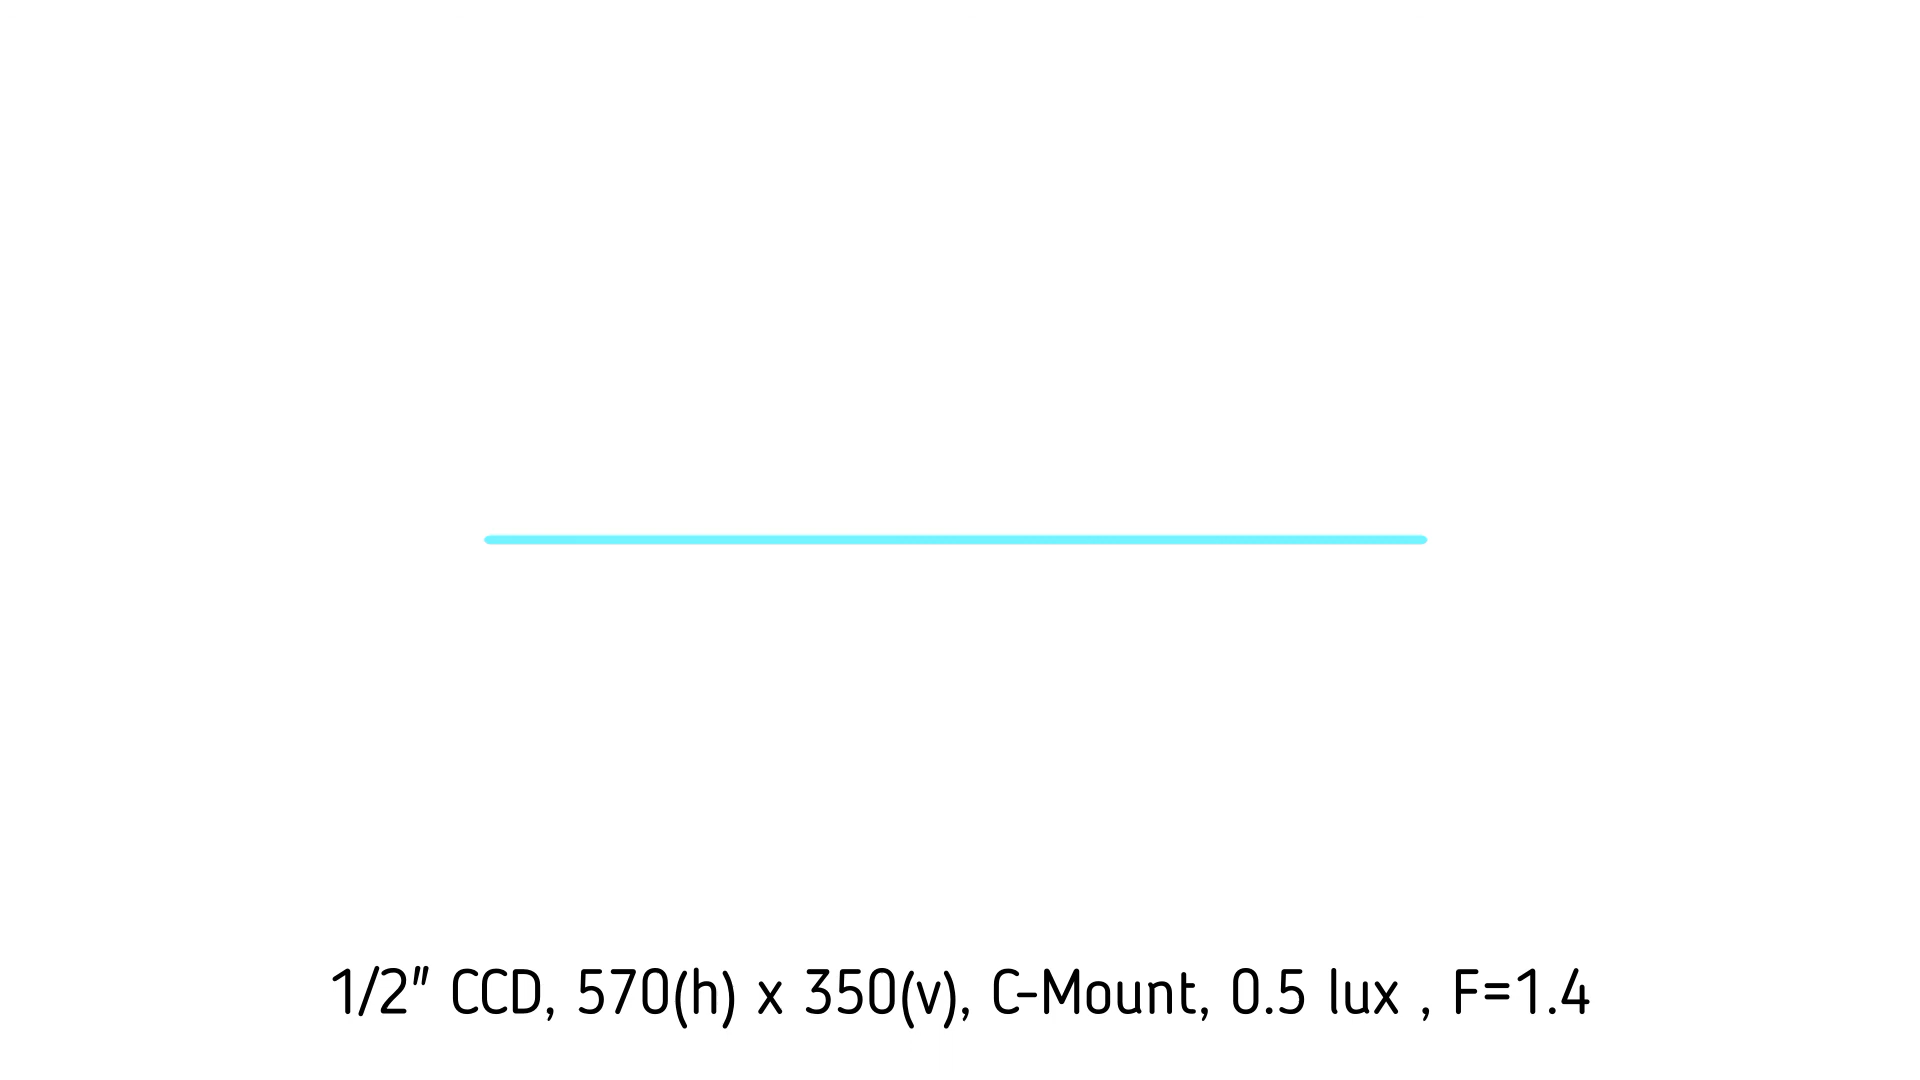 1/2" CCD, 570(h) x 350(v), C-Mount, 0.5 lux , F=1.4